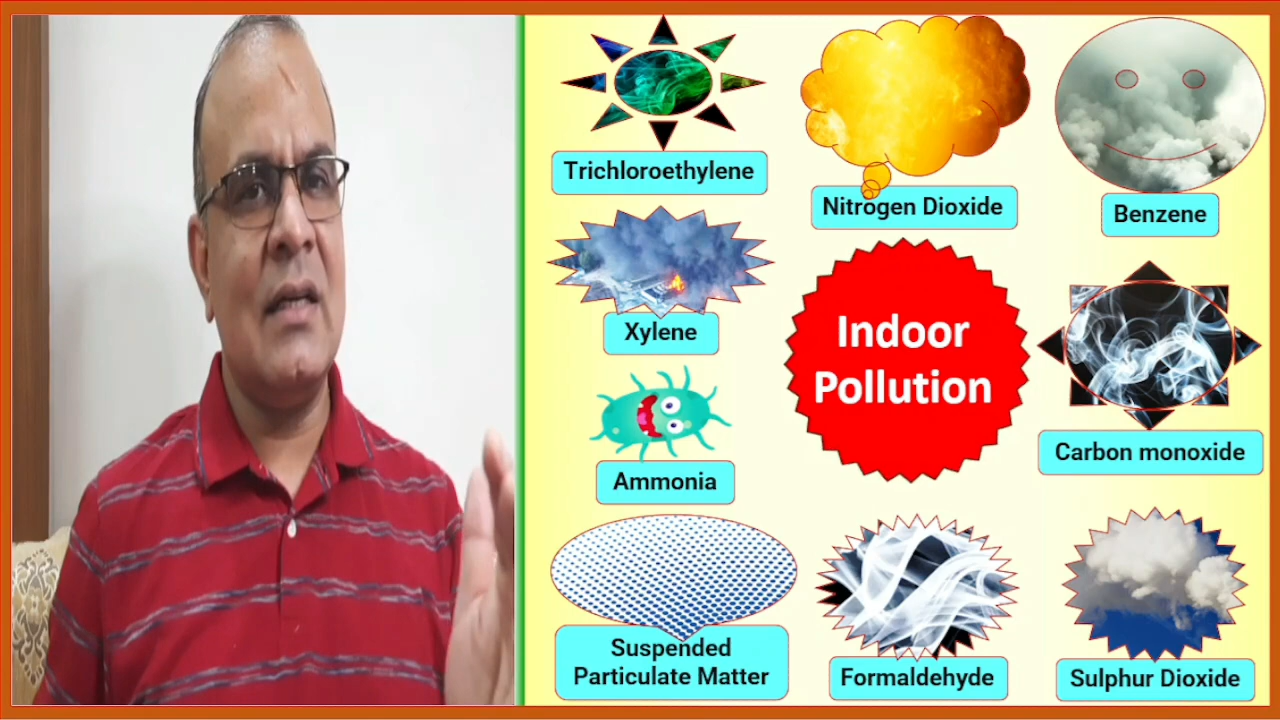 Trichloroethylene
Nitrogen Dioxide
Benzene
Xylene
Indoor
Pollution
Carbon monoxide
Ammonia
Suspended
Particulate Matter
Formaldehyde
Sulphur Dioxide